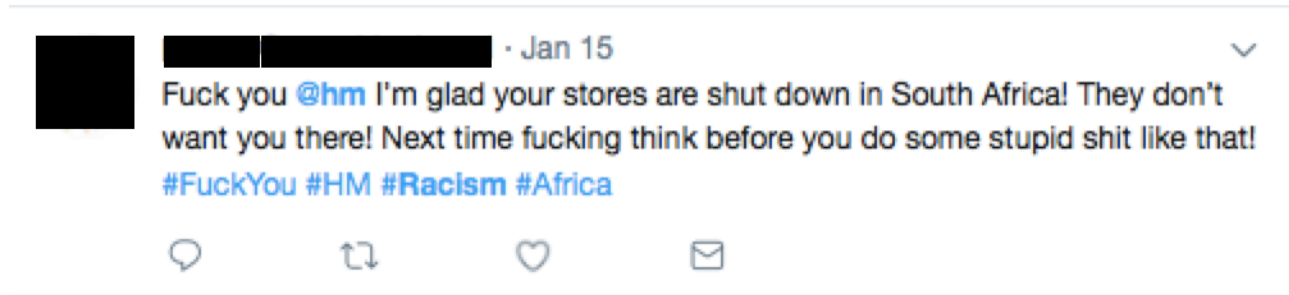 · Jan 15
Fuck you @hm I'm glad your stores are shut down in South Africa! They don't
want you there! Next time fucking think before you do some stupid shit like that!
#FuckYou #HM #Racism #Africa